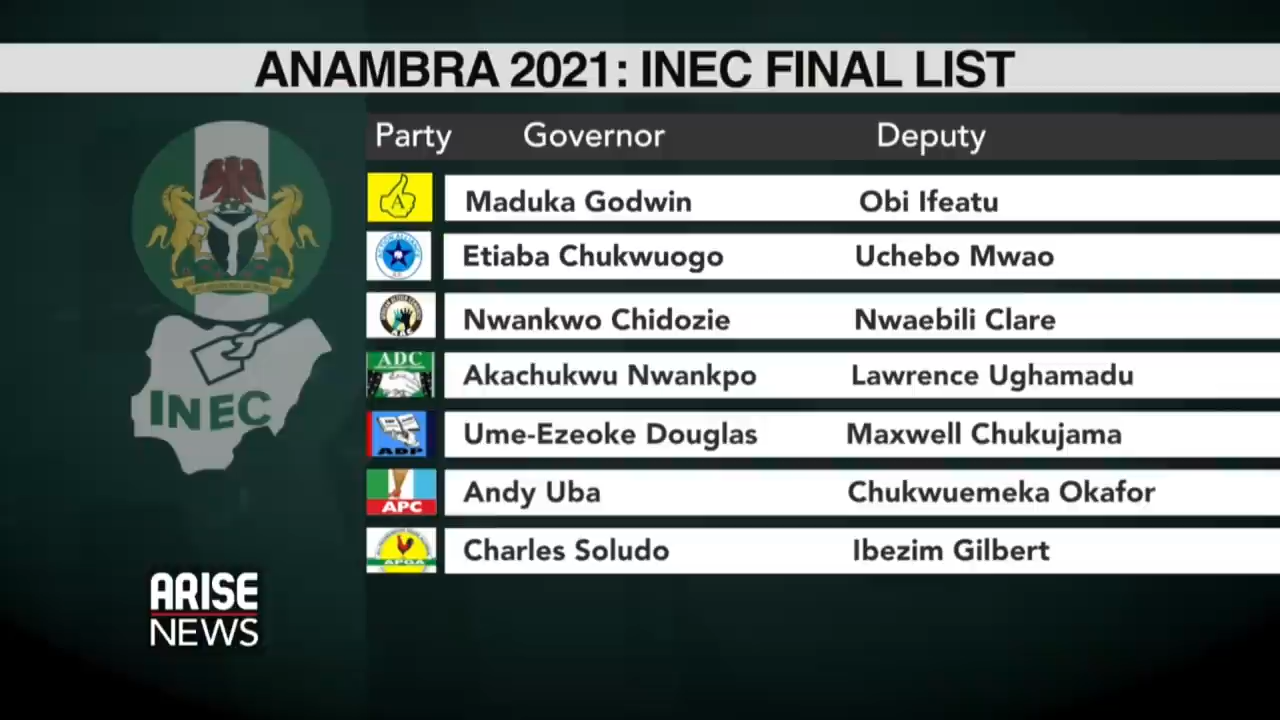 ANAMBRA 2021: INEC FINAL LIST
Party Governor Deputy
A Maduka Godwin Obi Ifeatu
Etiaba Chukwuogo Uchebo Mwao
Nwankwo Chidozie Nwaebili Clare
ADC Akachukwu Nwankpo Lawrence Ughamadu
ADP Ume-Ezeoke Douglas Maxwell Chukujama
APC Andy Uba Chukwuemeka Okafor
APGA Charles Soludo Ibezim Gilbert
INEC
ARISE
NEWS